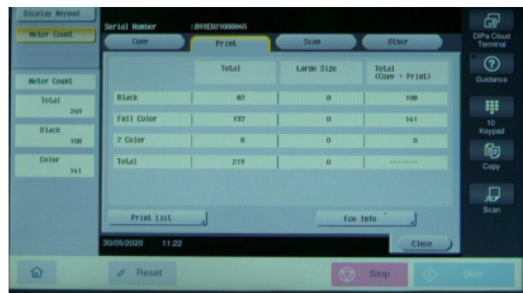 Display Keypad
Meter Count
Serial Number :A93E021000045
Copy Print Scan Other
DiPa Cloud
Terminal
Guidance
10
Keypad
Copy
Scan
Meter Count
Total
249
Black
108
Color
141
Total Large Size Total
(Copy + Print)
Black 82 0 108
Full Color 137 0 141
2 Color 0 0 0
Total 219 0 --------
Print List Eco Info
30/05/2020 11:22 Close
Reset Stop Start